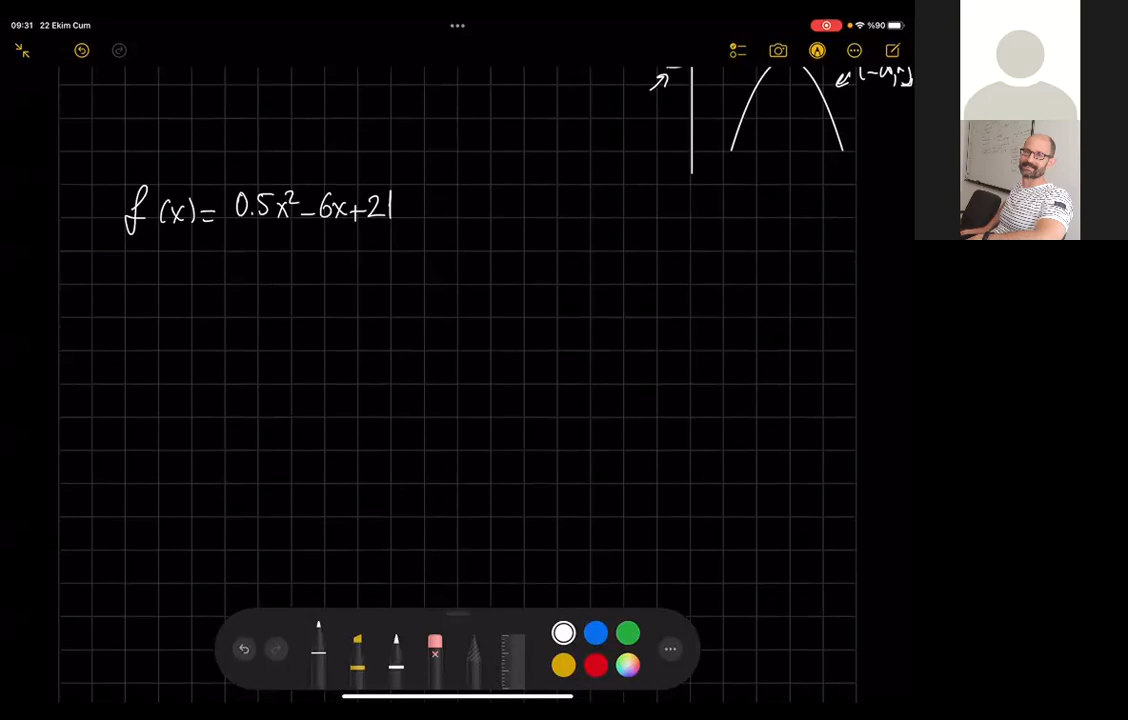 09:31 22 Ekim Cum
%90
f(x) = 0.5x² - 6x + 21